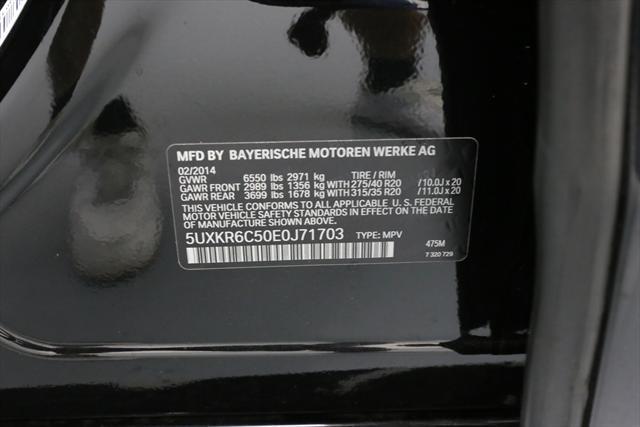 MFD BY BAYERISCHE MOTOREN WERKE AG
02/2014
GVWR 6550 lbs 2971 kg TIRE / RIM
GAWR FRONT 2989 lbs 1356 kg WITH 275/40 R20 /10.0J x 20
GAWR REAR 3699 lbs 1678 kg WITH 315/35 R20 /11.0J x 20
THIS VEHICLE CONFORMS TO ALL APPLICABLE U. S. FEDERAL
MOTOR VEHICLE SAFETY STANDARDS IN EFFECT
ON THE DATE OF MANUFACTURE SHOWN ABOVE.
5UXKR6C50E0J71703 TYPE: MPV
475M
7 320 729